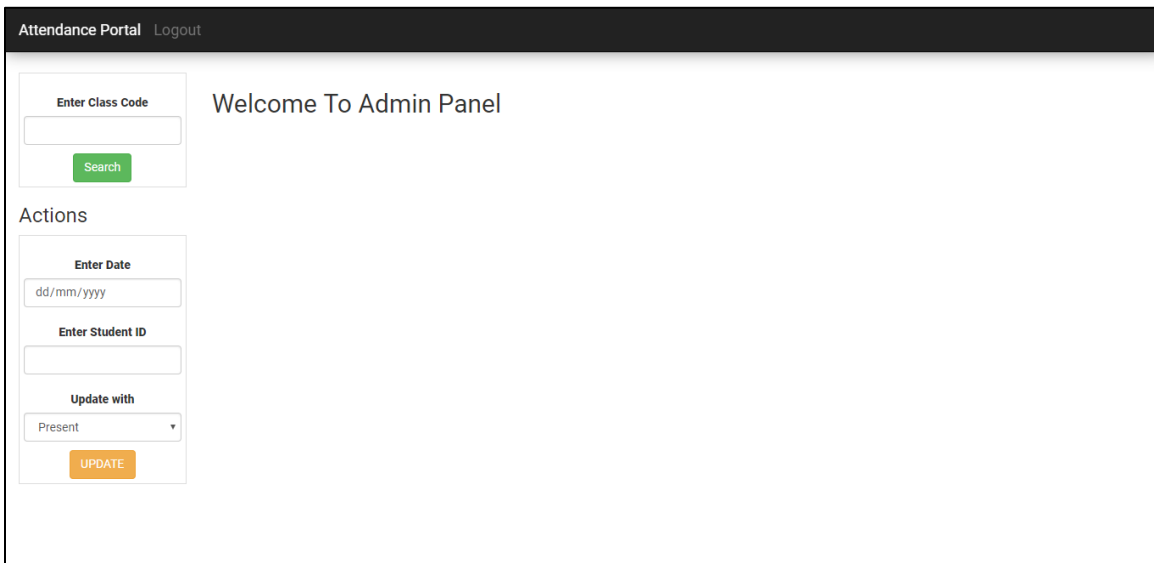 Attendance Portal Logout
Enter Class Code
Search
Welcome To Admin Panel
Actions
Enter Date
dd/mm/yyyy
Enter Student ID
Update with
Present
UPDATE